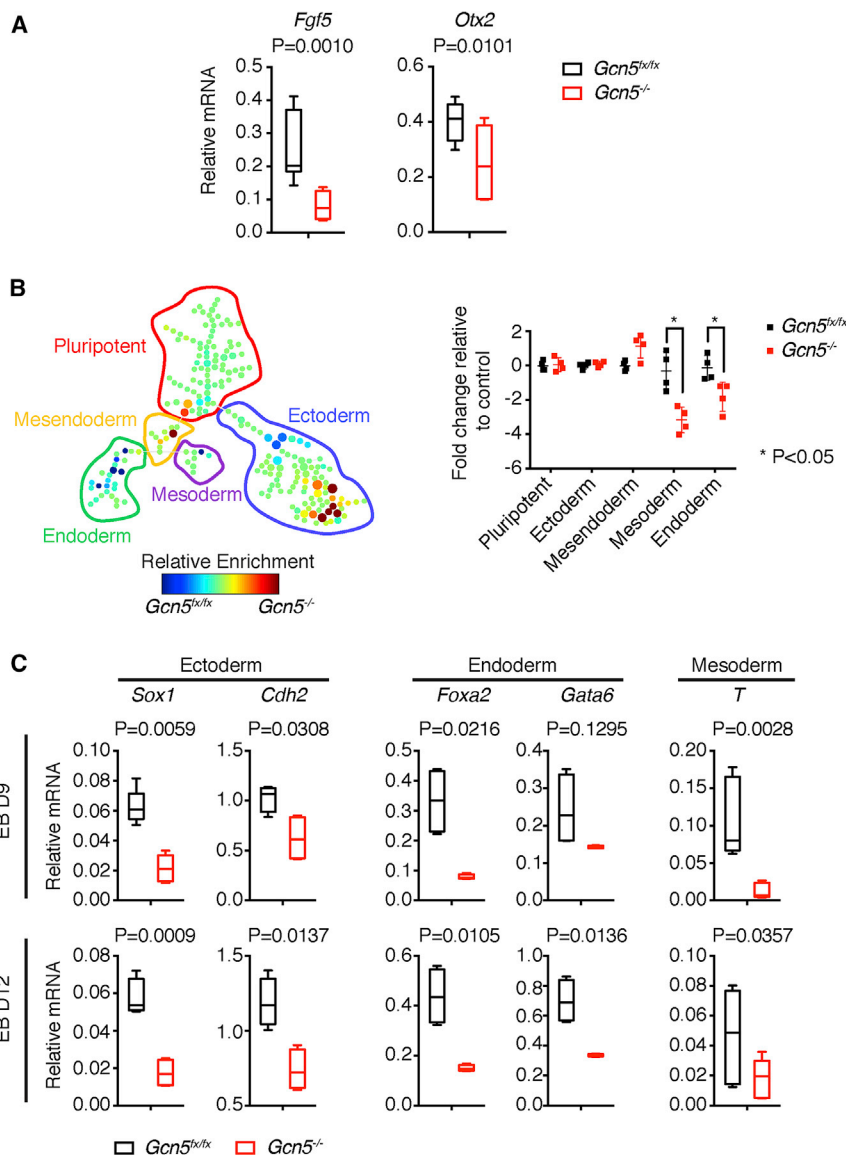 A
Fgf5
Otx2
P=0.0010
P=0.0101
Relative mRNA
0.5
0.4
0.3
0.2
0.1
0.0
0.6
0.4
0.2
0.0
Gcn5fx/fx
Gcn5-/-
B
Pluripotent
Mesendoderm
Ectoderm
Mesoderm
Endoderm
Relative Enrichment
Gcn5fx/fx
Gcn5-/-
Fold change relative
to control
2
0
-2
-4
-6
*
*
Gcn5fx/fx
Gcn5-/-
* P<0.05
Pluripotent
Ectoderm
Mesendoderm
Mesoderm
Endoderm
C
Ectoderm
Endoderm
Mesoderm
Sox1
Cdh2
Foxa2
Gata6
T
EB D9
P=0.0059
P=0.0308
P=0.0216
P=0.1295
P=0.0028
Relative mRNA
0.10
0.08
0.06
0.04
0.02
0.00
1.5
1.0
0.5
0.0
0.5
0.4
0.3
0.2
0.1
0.0
0.4
0.3
0.2
0.1
0.0
0.20
0.15
0.10
0.05
0.00
EB D12
P=0.0009
P=0.0137
P=0.0105
P=0.0136
P=0.0357
Relative mRNA
0.08
0.06
0.04
0.02
0.00
1.5
1.0
0.5
0.6
0.4
0.2
0.0
1.0
0.8
0.6
0.4
0.2
0.0
0.10
0.08
0.06
0.04
0.02
0.00
Gcn5fx/fx
Gcn5-/-